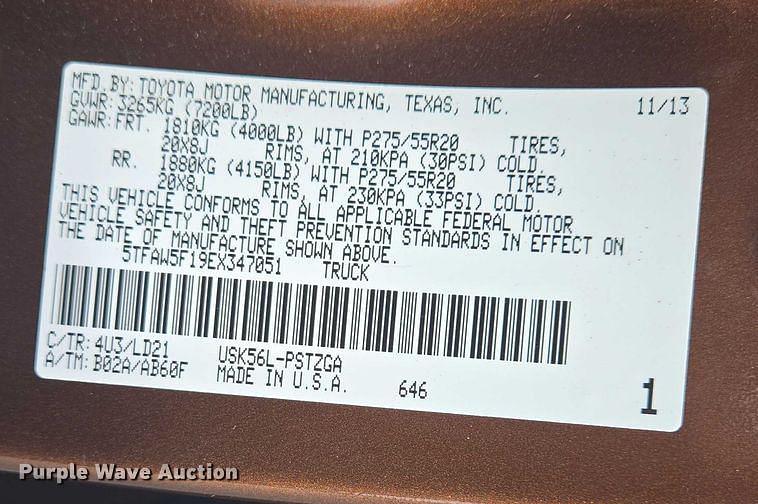 MFD. BY: TOYOTA MOTOR MANUFACTURING, TEXAS, INC. 11/13
GVWR: 3265KG (7200LB)
GAWR: FRT. 1810KG (4000LB) WITH P275/55R20 TIRES,
20X8J RIMS, AT 210KPA (30PSI) COLD.
RR. 1880KG (4150LB) WITH P275/55R20 TIRES,
20X8J RIMS, AT 230KPA (33PSI) COLD.
THIS VEHICLE CONFORMS TO ALL APPLICABLE FEDERAL MOTOR
VEHICLE SAFETY AND THEFT PREVENTION STANDARDS IN EFFECT ON
THE DATE OF MANUFACTURE SHOWN ABOVE.
5TFAW5F19EX347051 TRUCK
C/TR: 4U3/LD21 USK56L-PSTZGA
A/TM: B02A/AB60F MADE IN U.S.A. 646 1
Purple Wave Auction